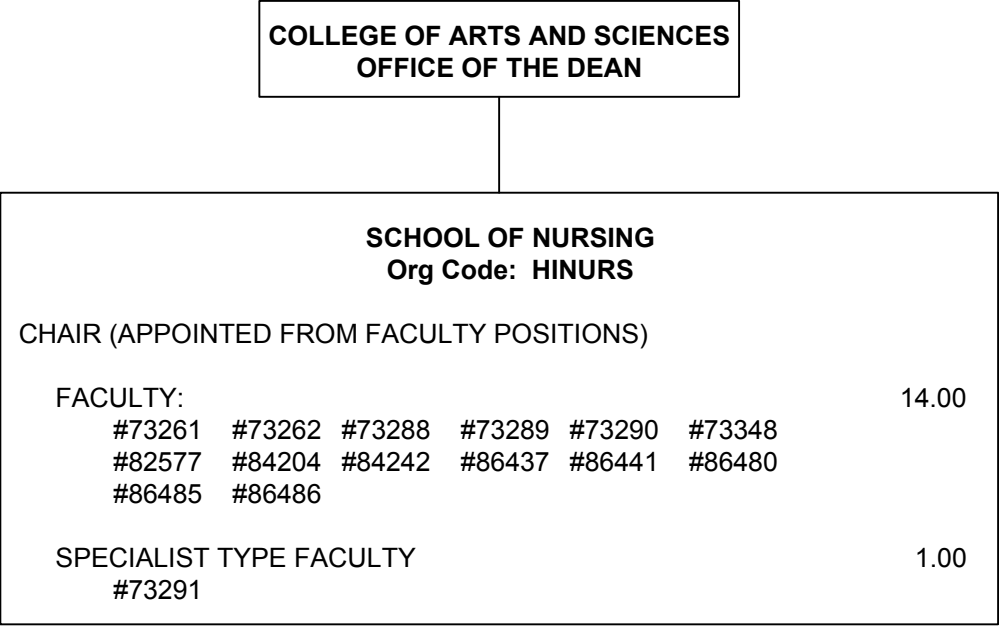 COLLEGE OF ARTS AND SCIENCES
OFFICE OF THE DEAN
SCHOOL OF NURSING
Org Code: HINURS
CHAIR (APPOINTED FROM FACULTY POSITIONS)
FACULTY: 14.00
#73261 #73262 #73288 #73289 #73290 #73348
#82577 #84204 #84242 #86437 #86441 #86480
#86485 #86486
SPECIALIST TYPE FACULTY 1.00
#73291